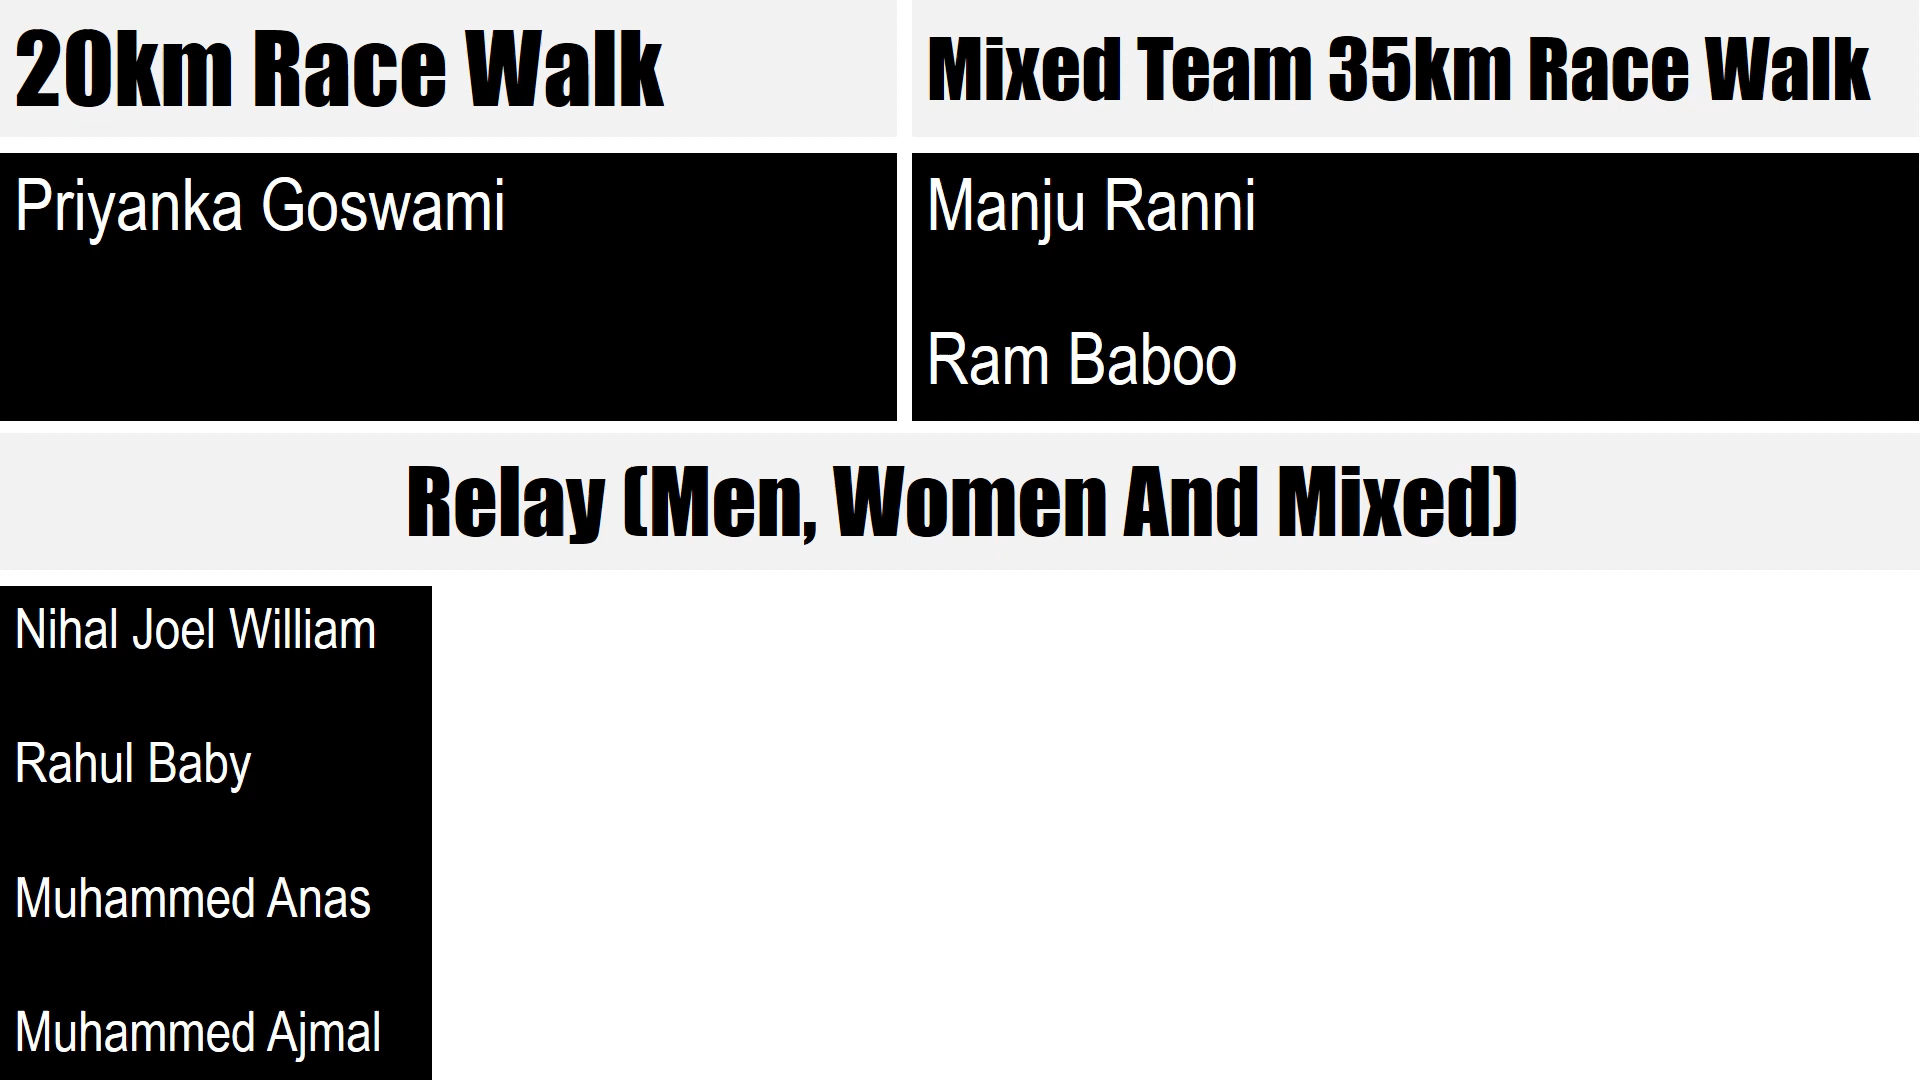 20km Race Walk
Mixed Team 35km Race Walk
Priyanka Goswami
Manju Ranni
Ram Baboo
Relay (Men, Women And Mixed)
Nihal Joel William
Rahul Baby
Muhammed Anas
Muhammed Ajmal